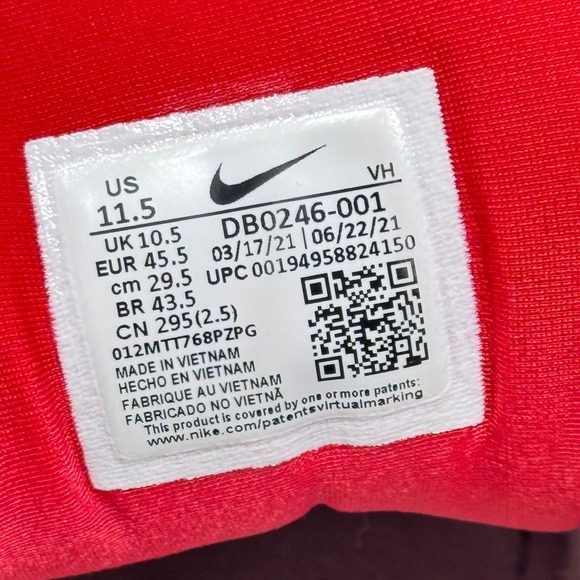 US
11.5
VH
UK 10.5
DB0246-001
EUR 45.5
03/17/21 | 06/22/21
cm 29.5
UPC 00194958824150
BR 43.5
CN 295(2.5)
012MTT768PZPG
MADE IN VIETNAM
HECHO EN VIETNAM
FABRIQUE AU VIETNAM
FABRICADO NO VIETNÃ
This product is covered by one or more patents:
www.nike.com/patentsvirtualmarking